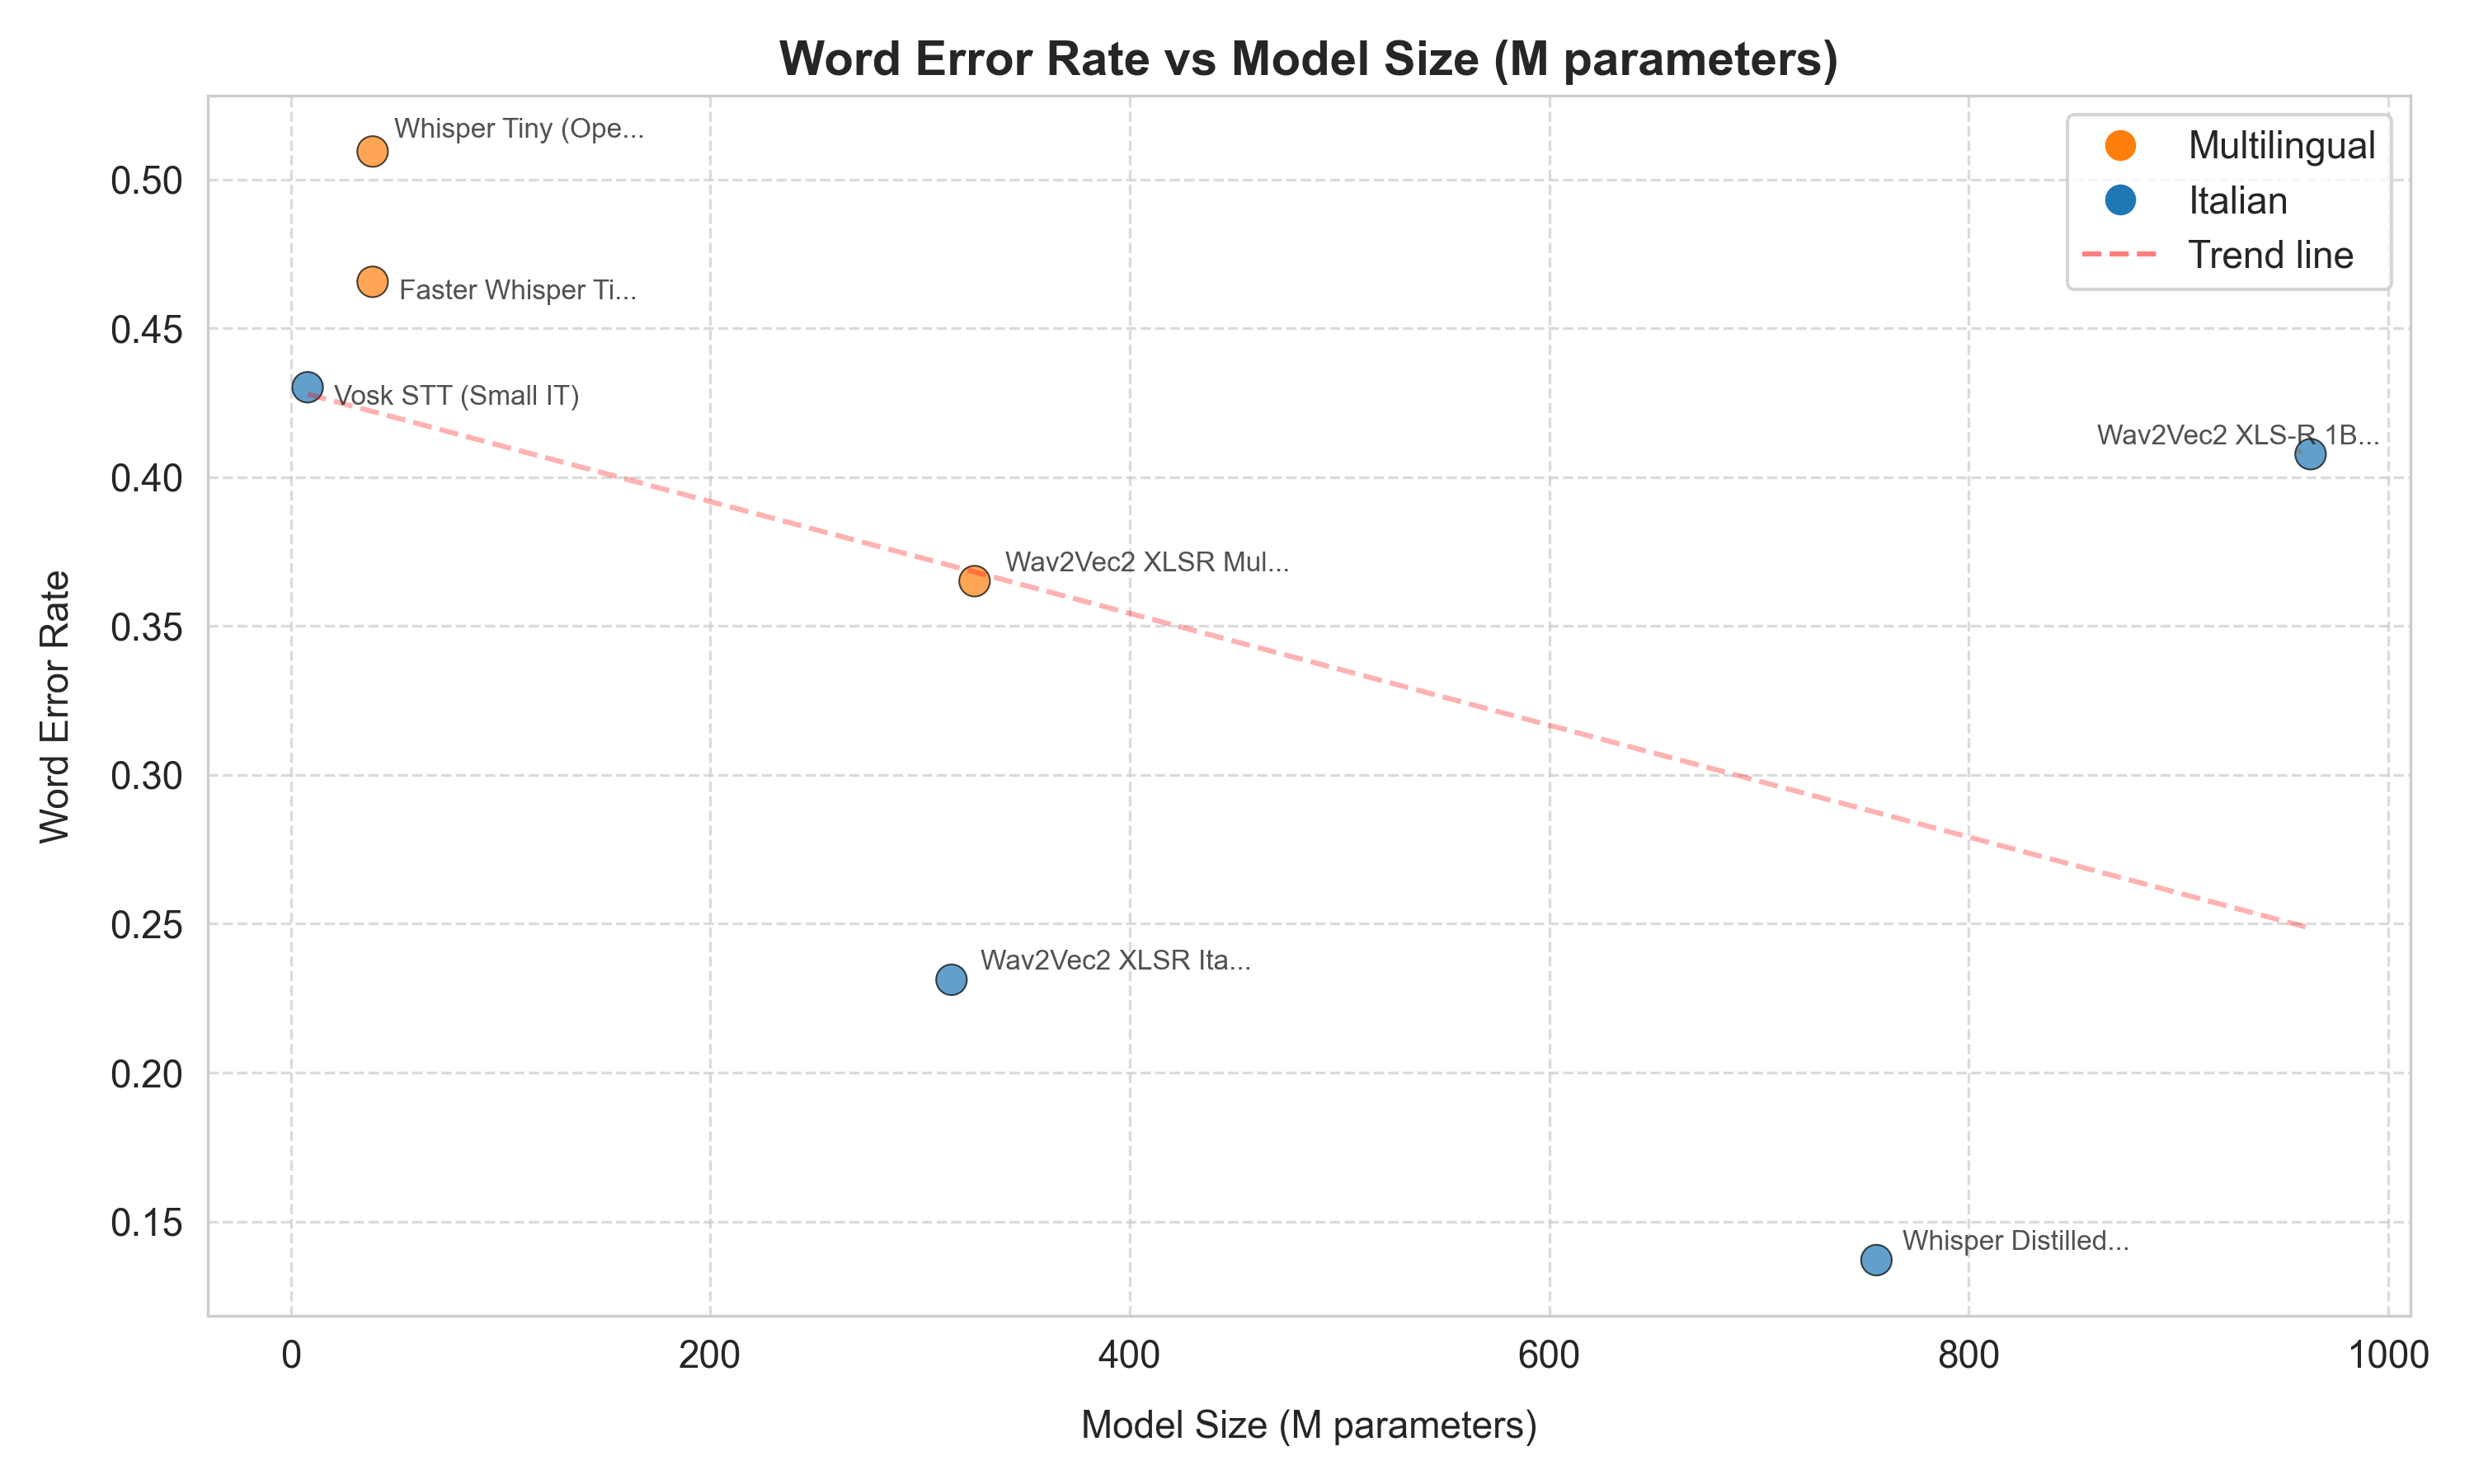 Word Error Rate vs Model Size (M parameters)
Multilingual
Italian
Trend line
Whisper Tiny (Ope...
Faster Whisper Ti...
Vosk STT (Small IT)
Wav2Vec2 XLS-R 1B...
Wav2Vec2 XLSR Mul...
Wav2Vec2 XLSR Ita...
Whisper Distilled...
Word Error Rate
0.50
0.45
0.40
0.35
0.30
0.25
0.20
0.15
0 200 400 600 800 1000
Model Size (M parameters)